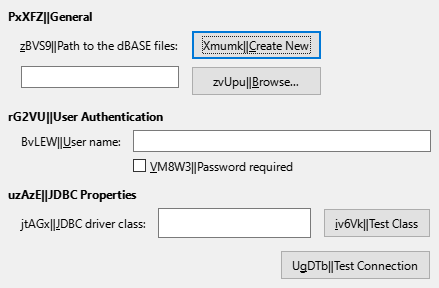 PxXFZ||General
zBVS9||Path to the dBASE files:
Xmumk||Create New
zvUpu||Browse...
rG2VU||User Authentication
BvLEW||User name:
VM8W3||Password required
uzAzE||JDBC Properties
jtAGx||JDBC driver class:
iv6Vk||Test Class
UgDTb||Test Connection